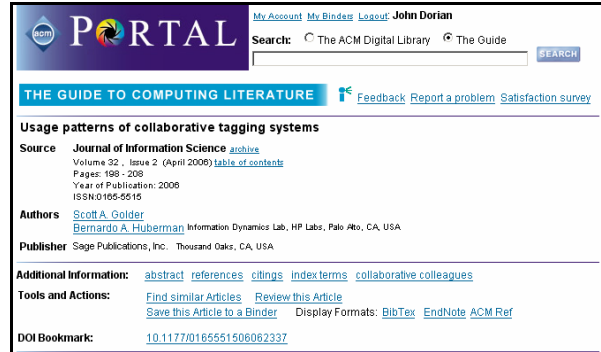 My Account My Binders Logout: John Dorian
acm PORTAL
Search: The ACM Digital Library The Guide
SEARCH
THE GUIDE TO COMPUTING LITERATURE
Feedback Report a problem Satisfaction survey
Usage patterns of collaborative tagging systems
Source Journal of Information Science archive
Volume 32 , Issue 2 (April 2006) table of contents
Pages: 198 - 208
Year of Publication: 2006
ISSN:0165-5515
Authors Scott A. Golder
Bernardo A. Huberman Information Dynamics Lab, HP Labs, Palo Alto, CA, USA
Publisher Sage Publications, Inc. Thousand Oaks, CA, USA
Additional Information: abstract references citings index terms collaborative colleagues
Tools and Actions: Find similar Articles Review this Article
Save this Article to a Binder Display Formats: BibTex EndNote ACM Ref
DOI Bookmark: 10.1177/0165551506062337